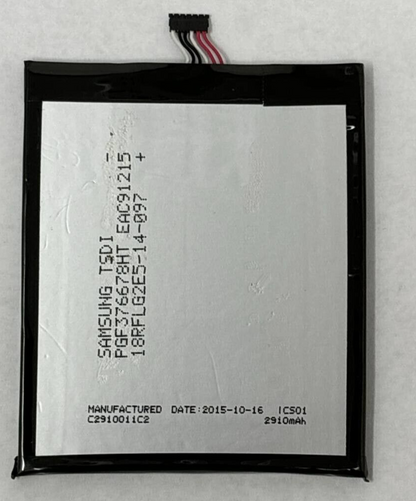 SAMSUNG TSDI
PGF376678HT EAC91215
18RFLG2E5-14-097 +
MANUFACTURED DATE:2015-10-16 ICS01
C2910011C2 2910mAh